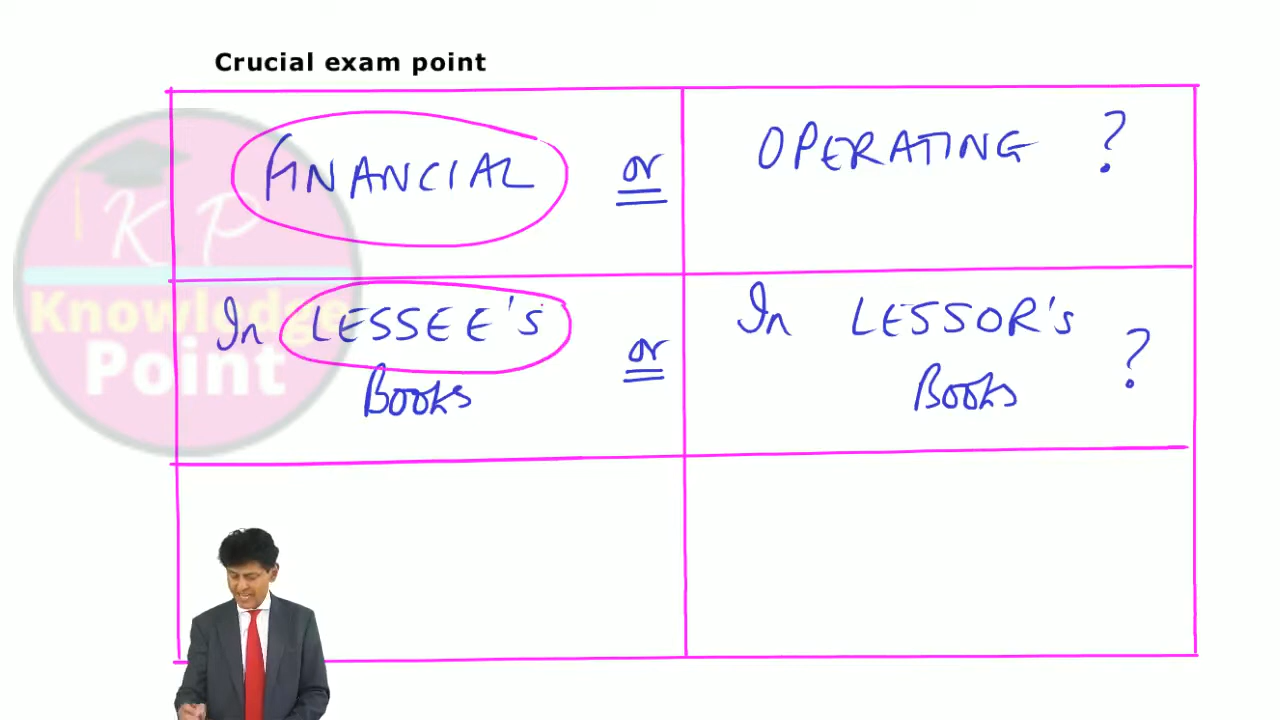 Crucial exam point
FINANCIAL or OPERATING ?
In LESSEE'S or In LESSOR's ?
Books Books
K P
Knowledge
Point